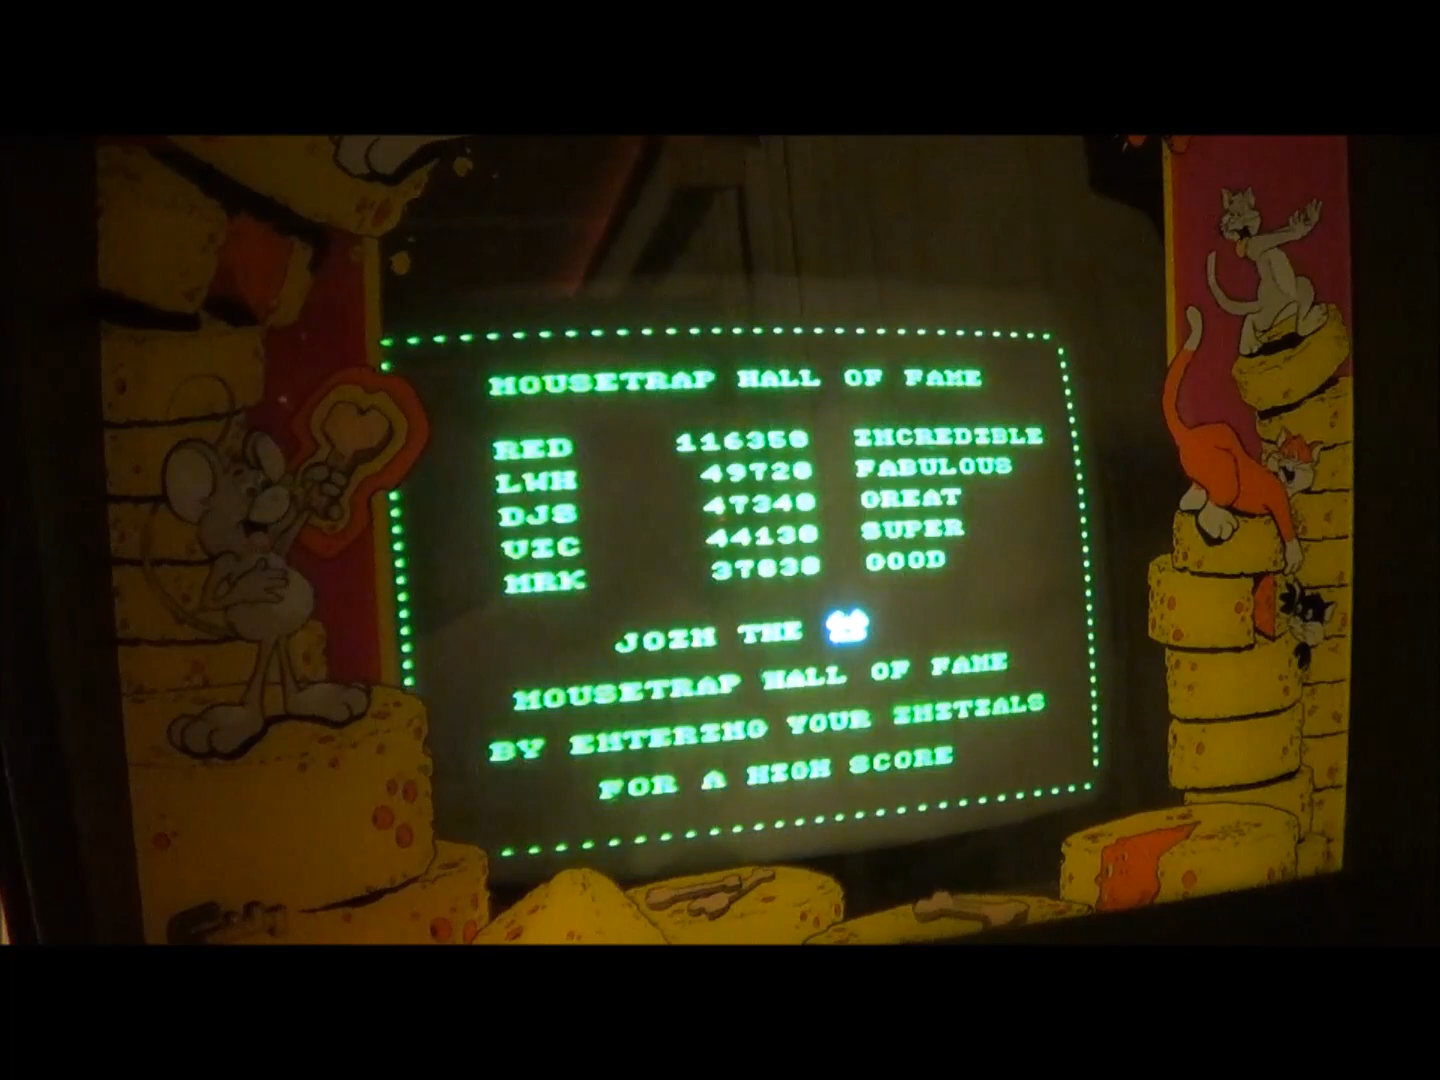 MOUSETRAP HALL OF FAME
RED 116350 INCREDIBLE
LWH 49720 FABULOUS
DJS 47340 GREAT
VIC 44130 SUPER
MRK 37830 GOOD
JOIN THE
MOUSETRAP HALL OF FAME
BY ENTERING YOUR INITIALS
FOR A HIGH SCORE